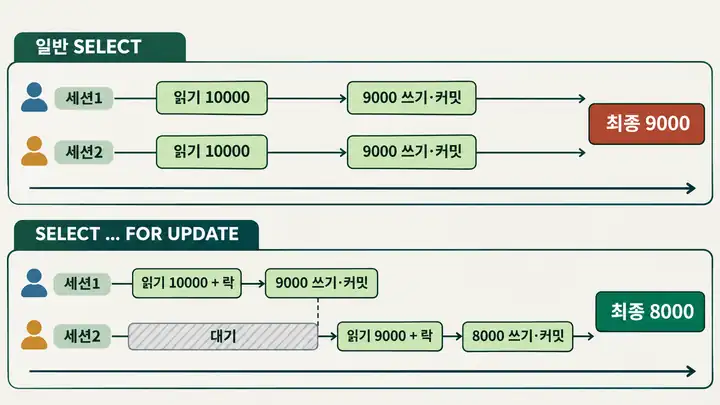 일반 SELECT
세션1
읽기 10000
9000 쓰기·커밋
세션2
읽기 10000
9000 쓰기·커밋
최종 9000
SELECT ... FOR UPDATE
세션1
읽기 10000 + 락
9000 쓰기·커밋
세션2
대기
읽기 9000 + 락
8000 쓰기·커밋
최종 8000